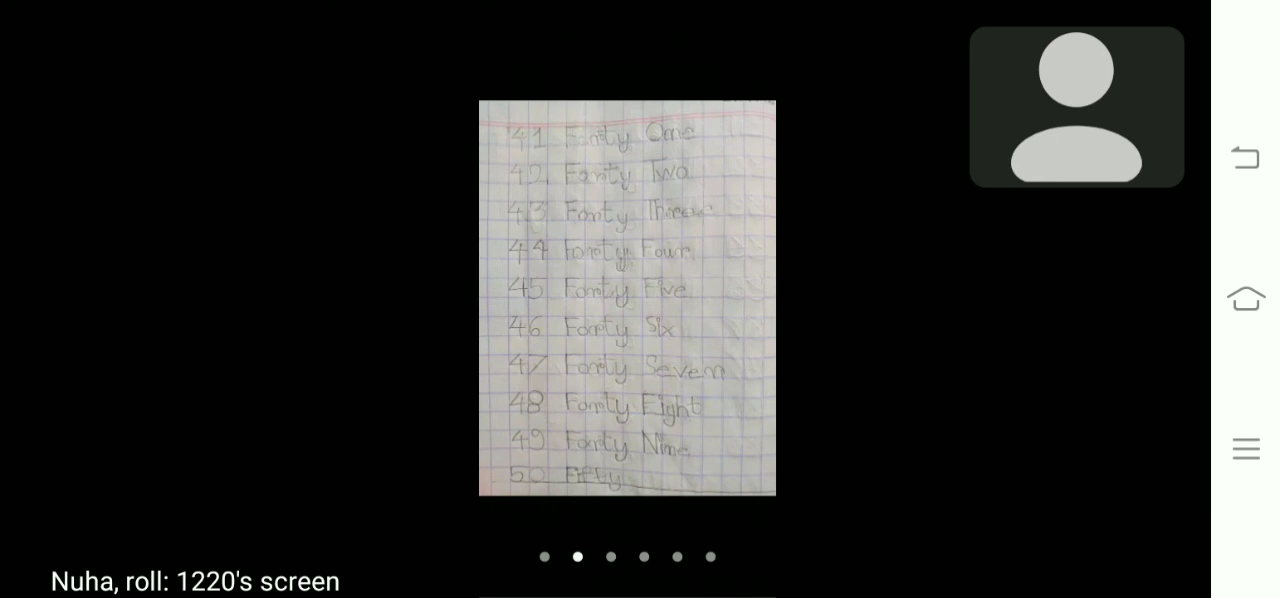 41 Forty One
42 Forty Two
43 Forty Three
44 Forty Four
45 Forty Five
46 Forty Six
47 Forty Seven
48 Forty Eight
49 Forty Nine
50 Fifty
Nuha, roll: 1220's screen